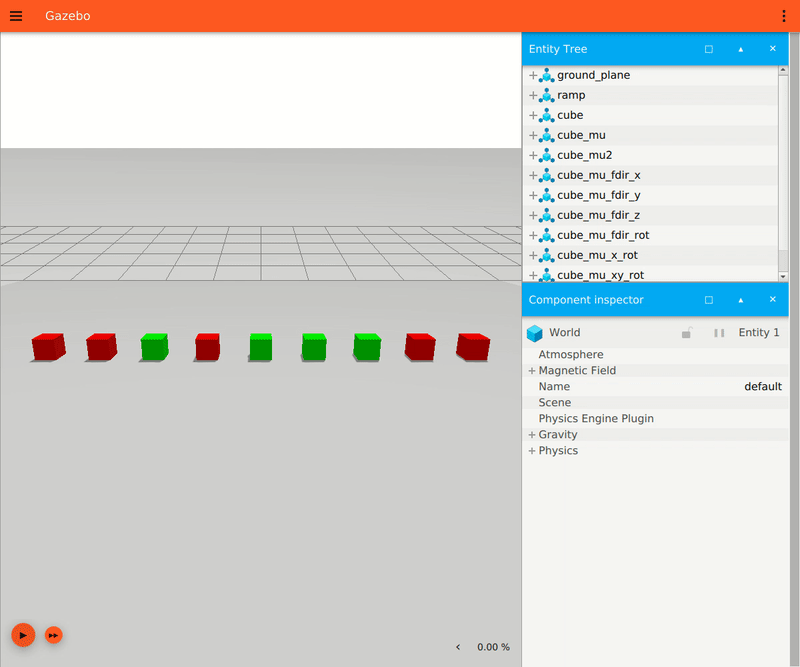 Gazebo
Entity Tree
ground_plane
ramp
cube
cube_mu
cube_mu2
cube_mu_fdir_x
cube_mu_fdir_y
cube_mu_fdir_z
cube_mu_fdir_rot
cube_mu_x_rot
cube_mu_xy_rot
Component inspector
World Entity 1
Atmosphere
Magnetic Field
Name default
Scene
Physics Engine Plugin
Gravity
Physics
0.00 %